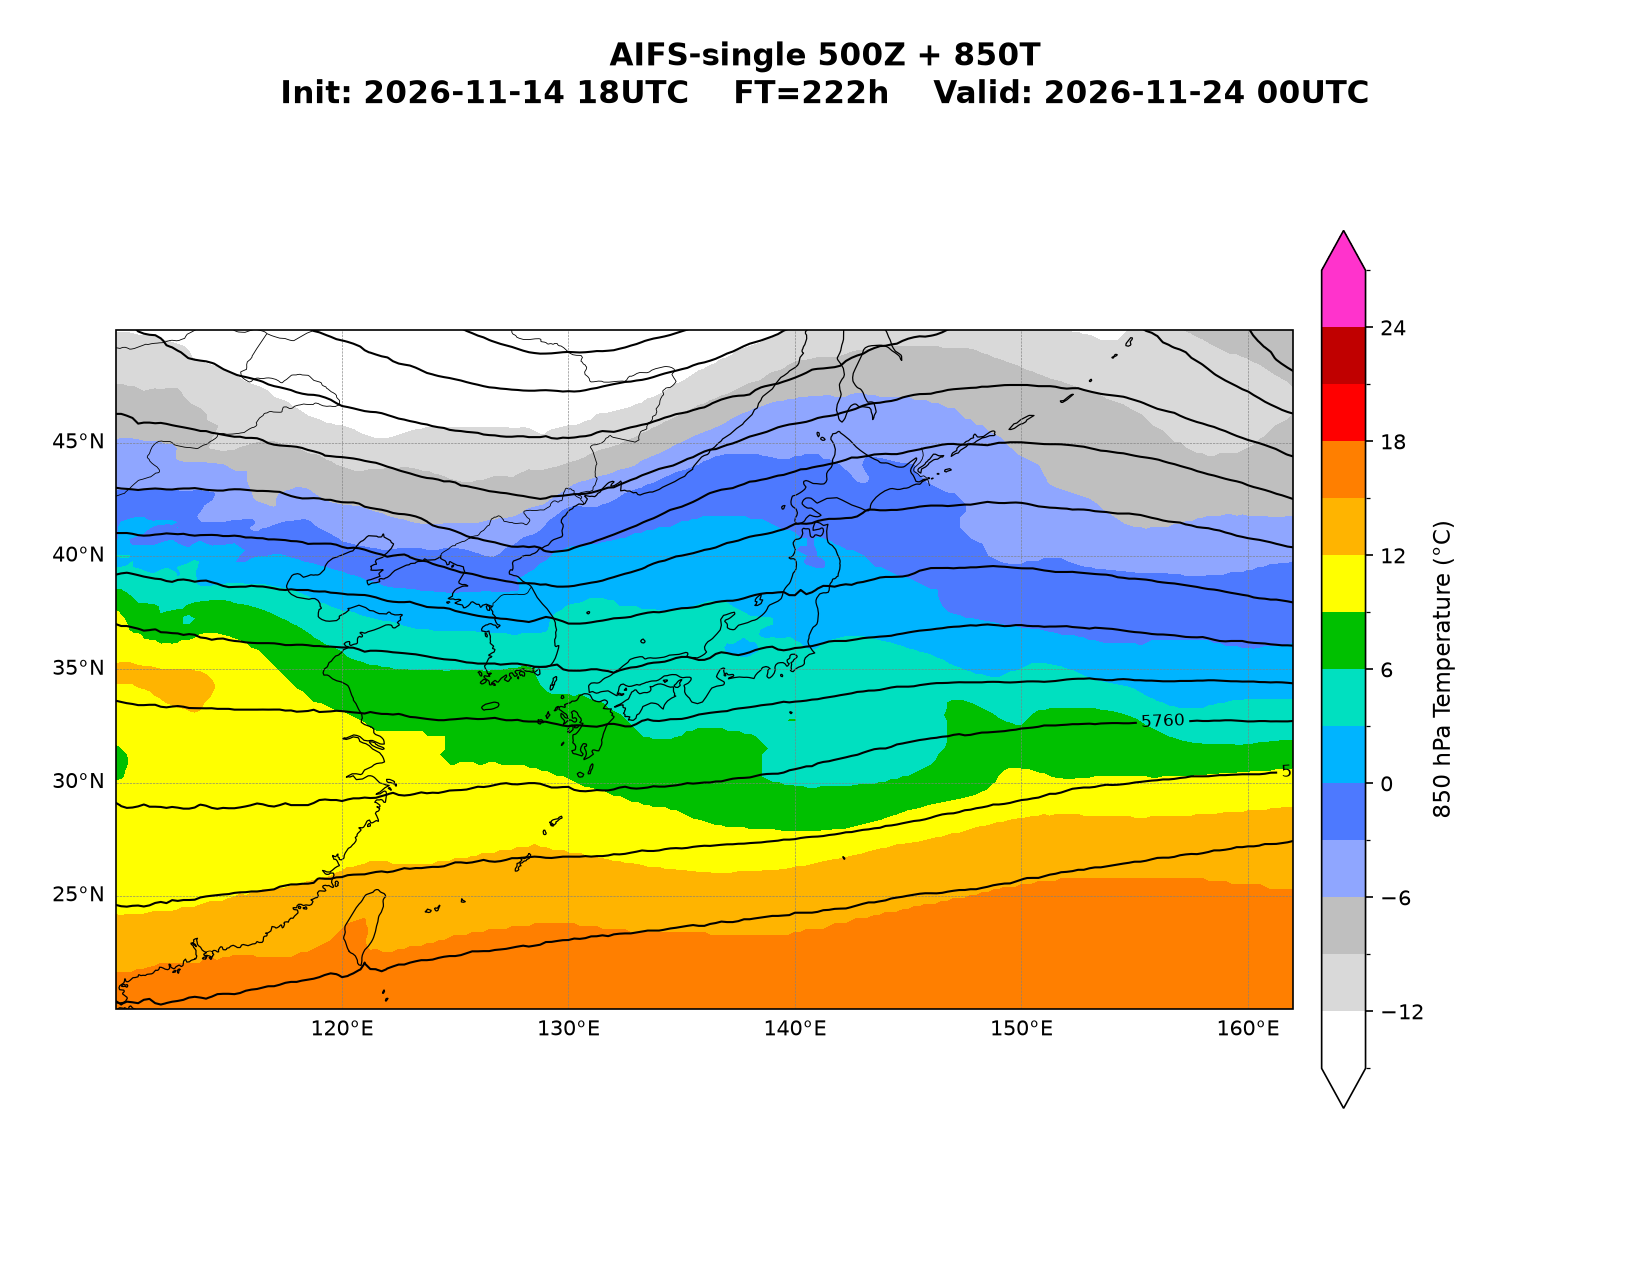 AIFS-single 500Z + 850T
Init: 2026-11-14 18UTC    FT=222h    Valid: 2026-11-24 00UTC
45°N
40°N
35°N
30°N
25°N
120°E
130°E
140°E
150°E
160°E
5760
5
24
18
12
6
0
−6
−12
850 hPa Temperature (°C)